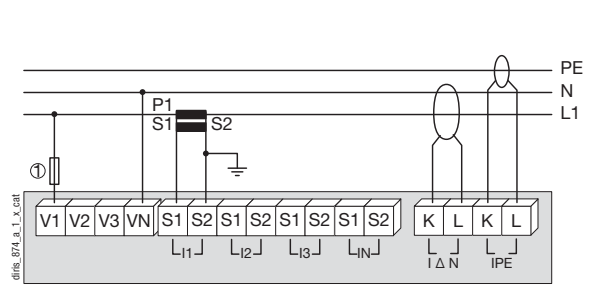 PE
N
P1
L1
S1 S2
①
V1 V2 V3 VN S1 S2 S1 S2 S1 S2 S1 S2 K L K L
I1 I2 I3 IN I Δ N IPE
diris_874_a_1_x_cat